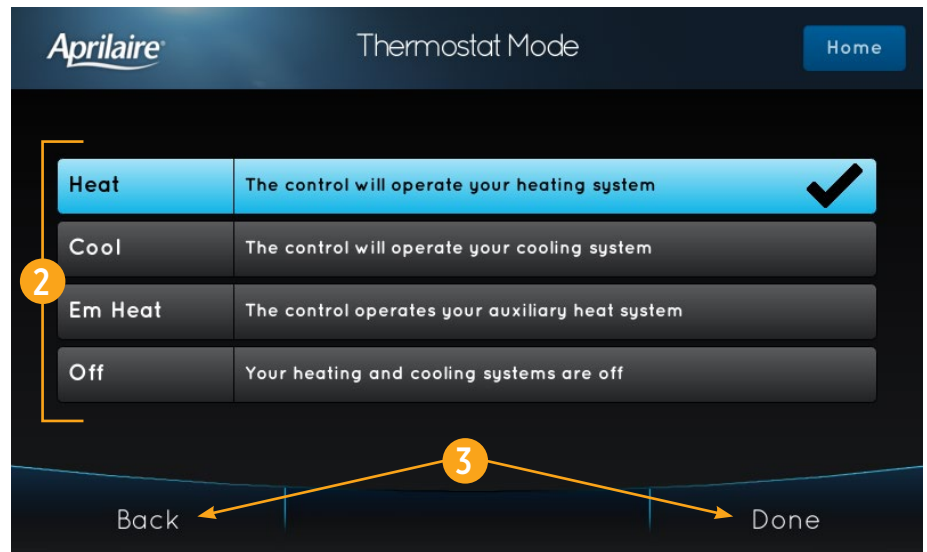 Aprilaire Thermostat Mode Home
Heat The control will operate your heating system
Cool The control will operate your cooling system
2
Em Heat The control operates your auxiliary heat system
Off Your heating and cooling systems are off
3
Back Done